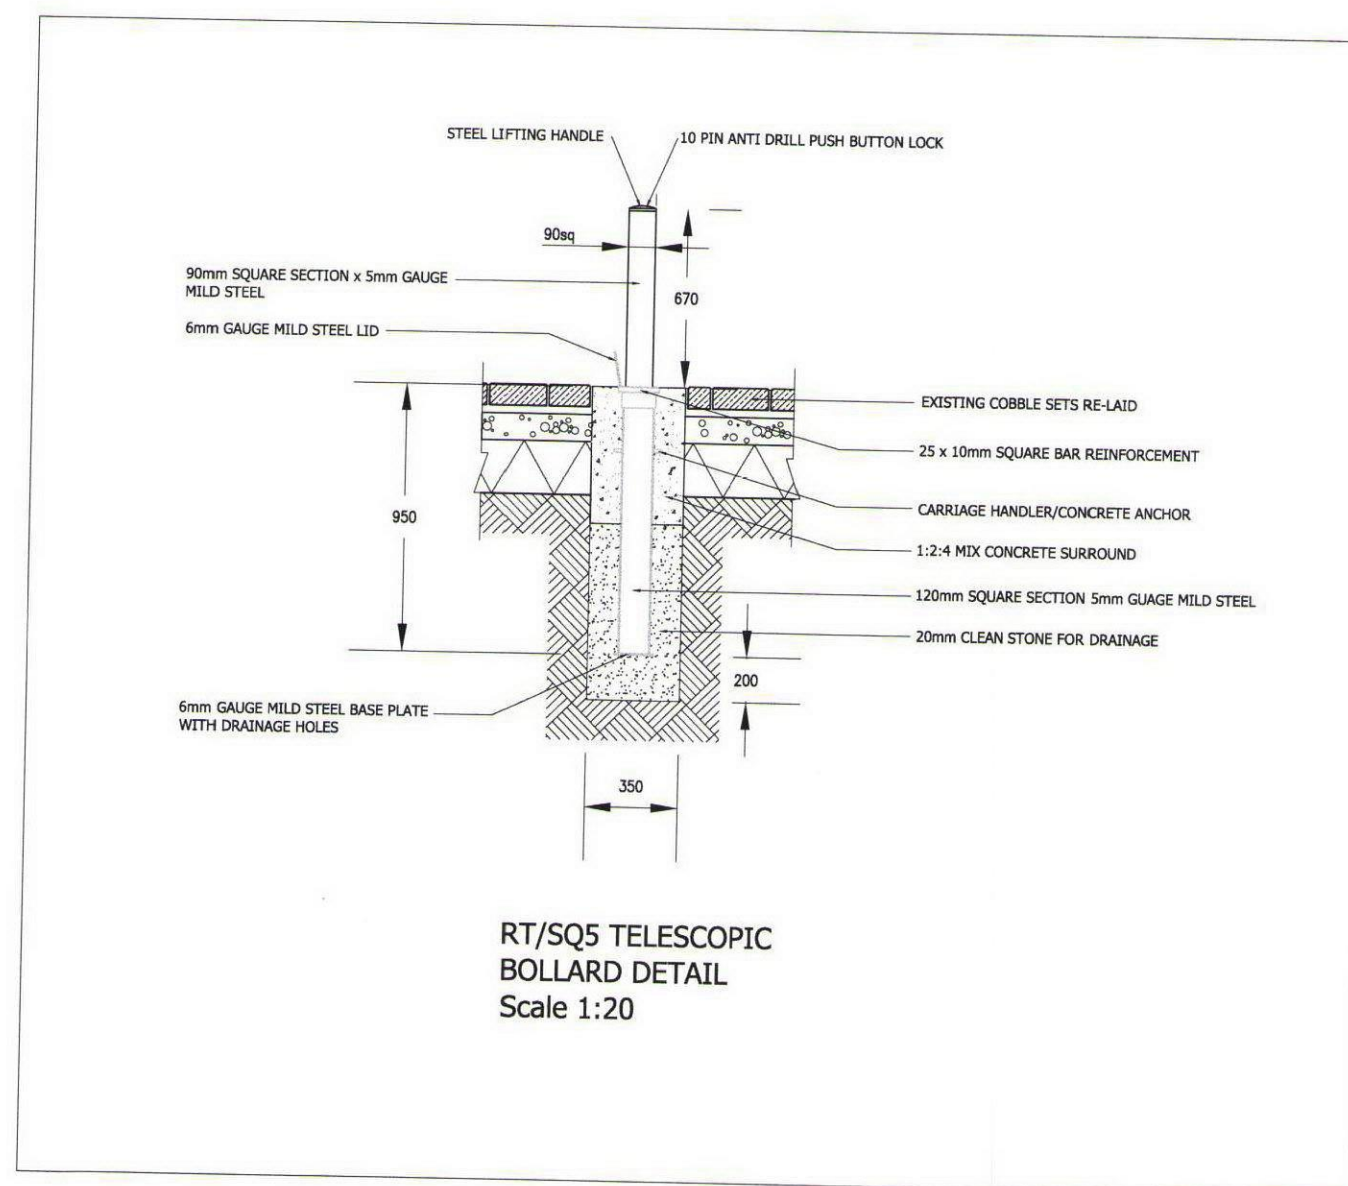 STEEL LIFTING HANDLE
10 PIN ANTI DRILL PUSH BUTTON LOCK
90sq
90mm SQUARE SECTION x 5mm GAUGE
MILD STEEL
670
6mm GAUGE MILD STEEL LID
EXISTING COBBLE SETS RE-LAID
25 x 10mm SQUARE BAR REINFORCEMENT
950
CARRIAGE HANDLER/CONCRETE ANCHOR
1:2:4 MIX CONCRETE SURROUND
120mm SQUARE SECTION 5mm GUAGE MILD STEEL
20mm CLEAN STONE FOR DRAINAGE
200
6mm GAUGE MILD STEEL BASE PLATE
WITH DRAINAGE HOLES
350
RT/SQ5 TELESCOPIC
BOLLARD DETAIL
Scale 1:20